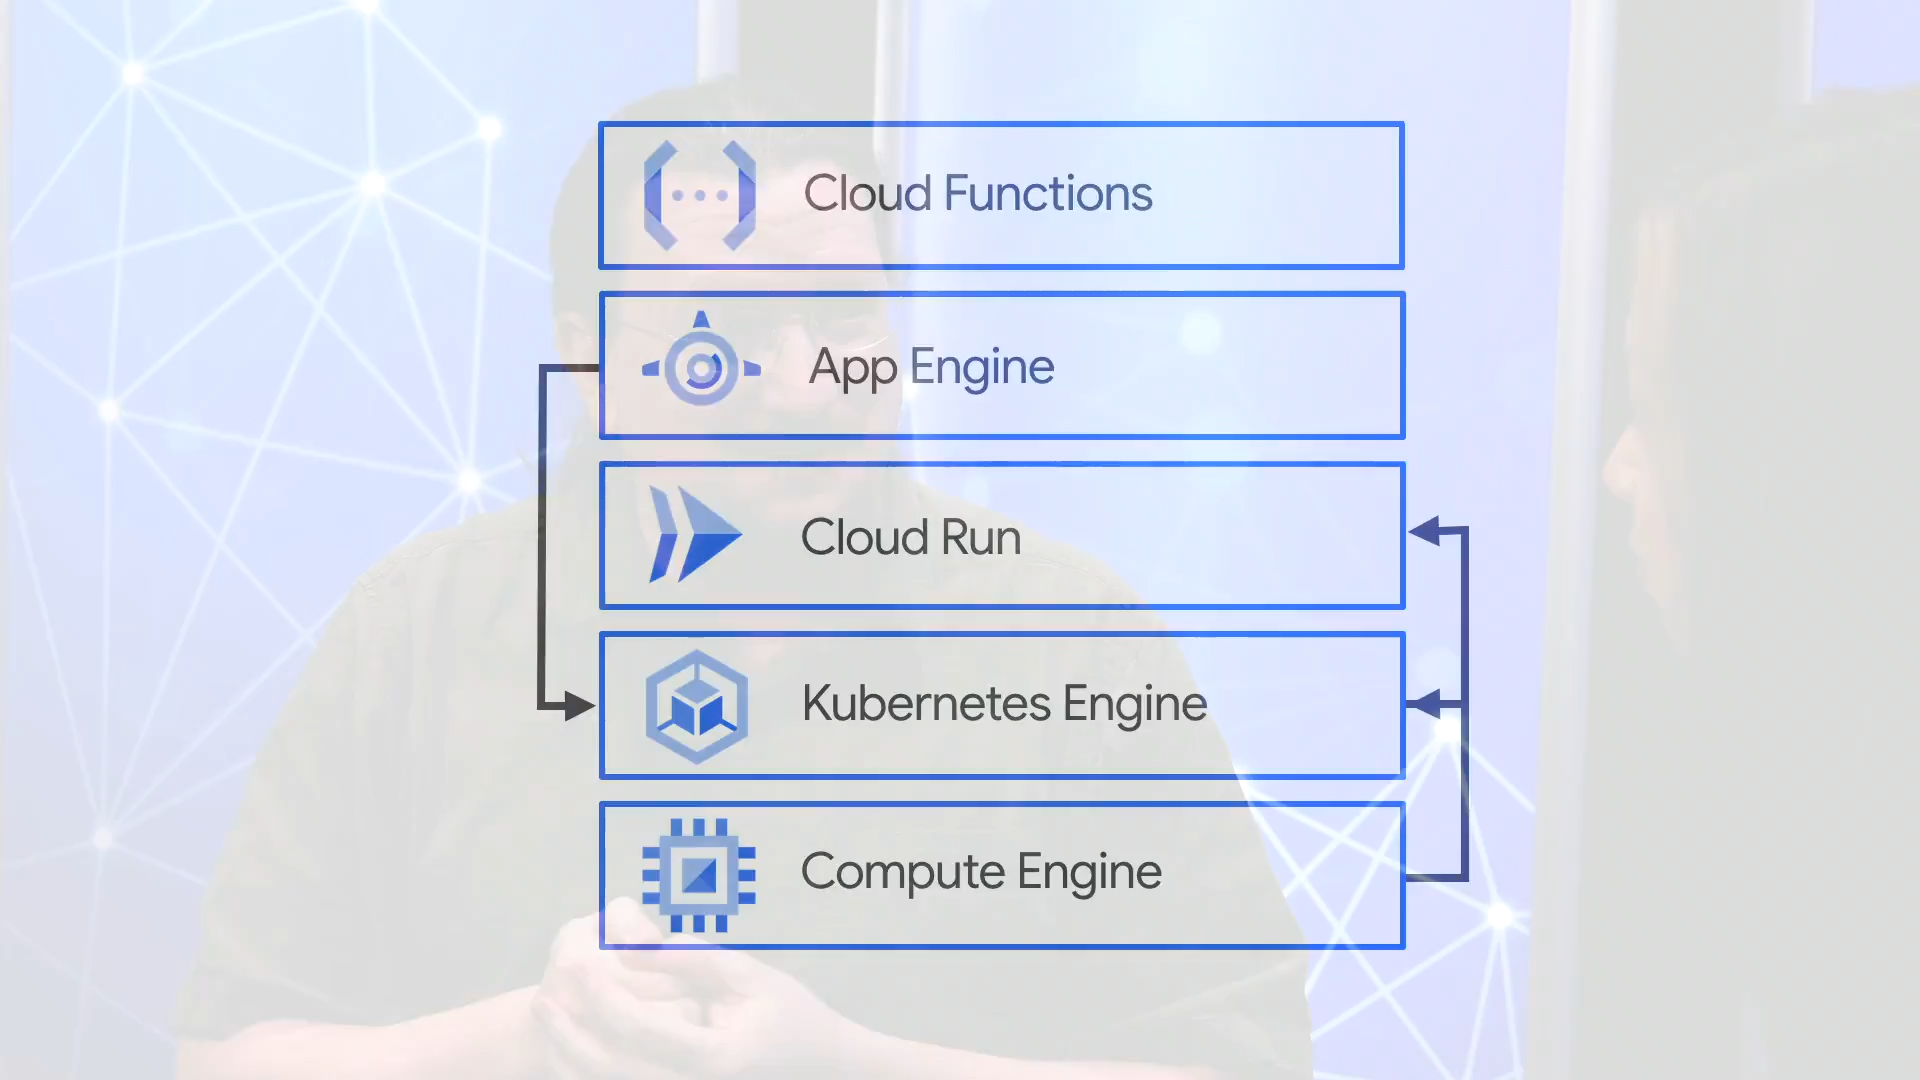 Cloud Functions
App Engine
Cloud Run
Kubernetes Engine
Compute Engine